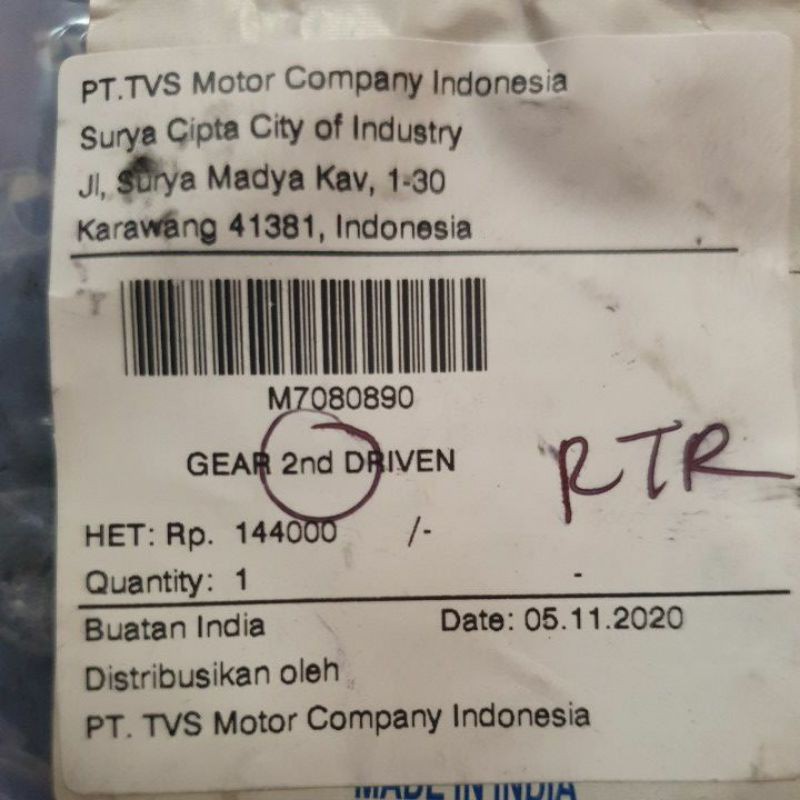 PT.TVS Motor Company Indonesia
Surya Cipta City of Industry
Jl, Surya Madya Kav, 1-30
Karawang 41381, Indonesia
M7080890
GEAR 2nd DRIVEN
RTR
HET: Rp. 144000 /-
Quantity: 1 -
Buatan India Date: 05.11.2020
Distribusikan oleh
PT. TVS Motor Company Indonesia
MADE IN INDIA